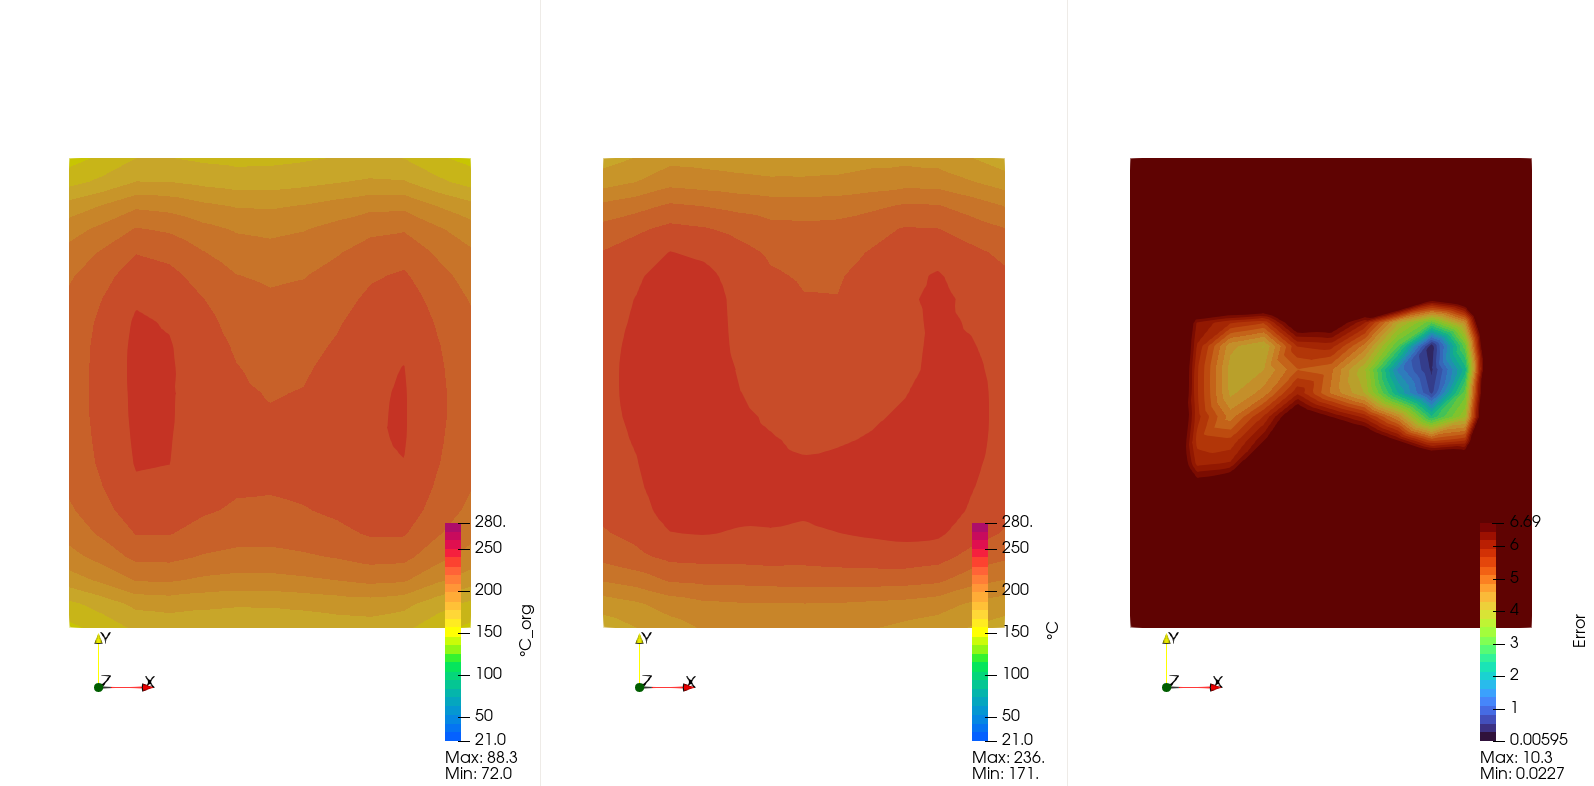 280.
250
200
150
100
50
21.0
°C_org
Max: 88.3
Min: 72.0
Y
Z
X
280.
250
200
150
100
50
21.0
°C
Max: 236.
Min: 171.
Y
Z
X
6.69
6
5
4
3
2
1
0.00595
Error
Max: 10.3
Min: 0.0227
Y
Z
X